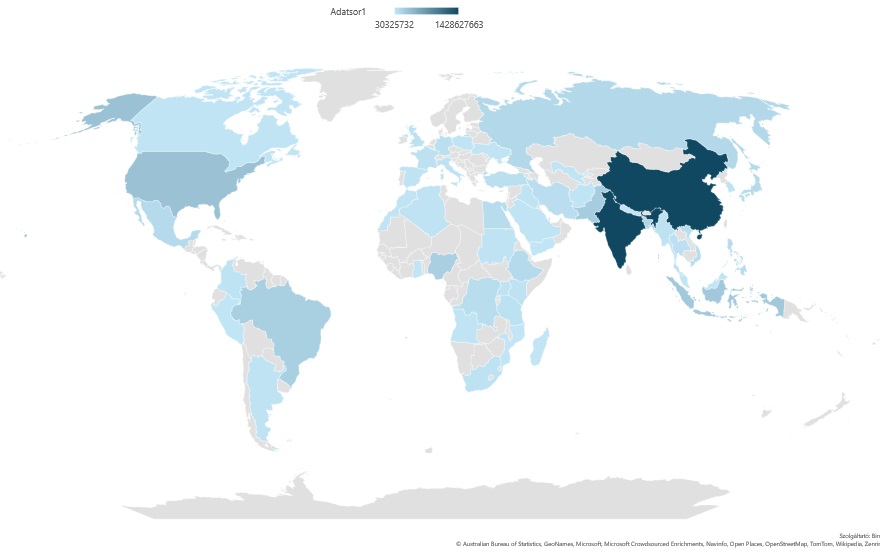 Adatsor1
30325732 1428627663
Szolgáltató: Bin
© Australian Bureau of Statistics, GeoNames, Microsoft, Microsoft Crowdsourced Enrichments, Navinfo, Open Places, OpenStreetMap, TomTom, Wikipedia, Zenrin